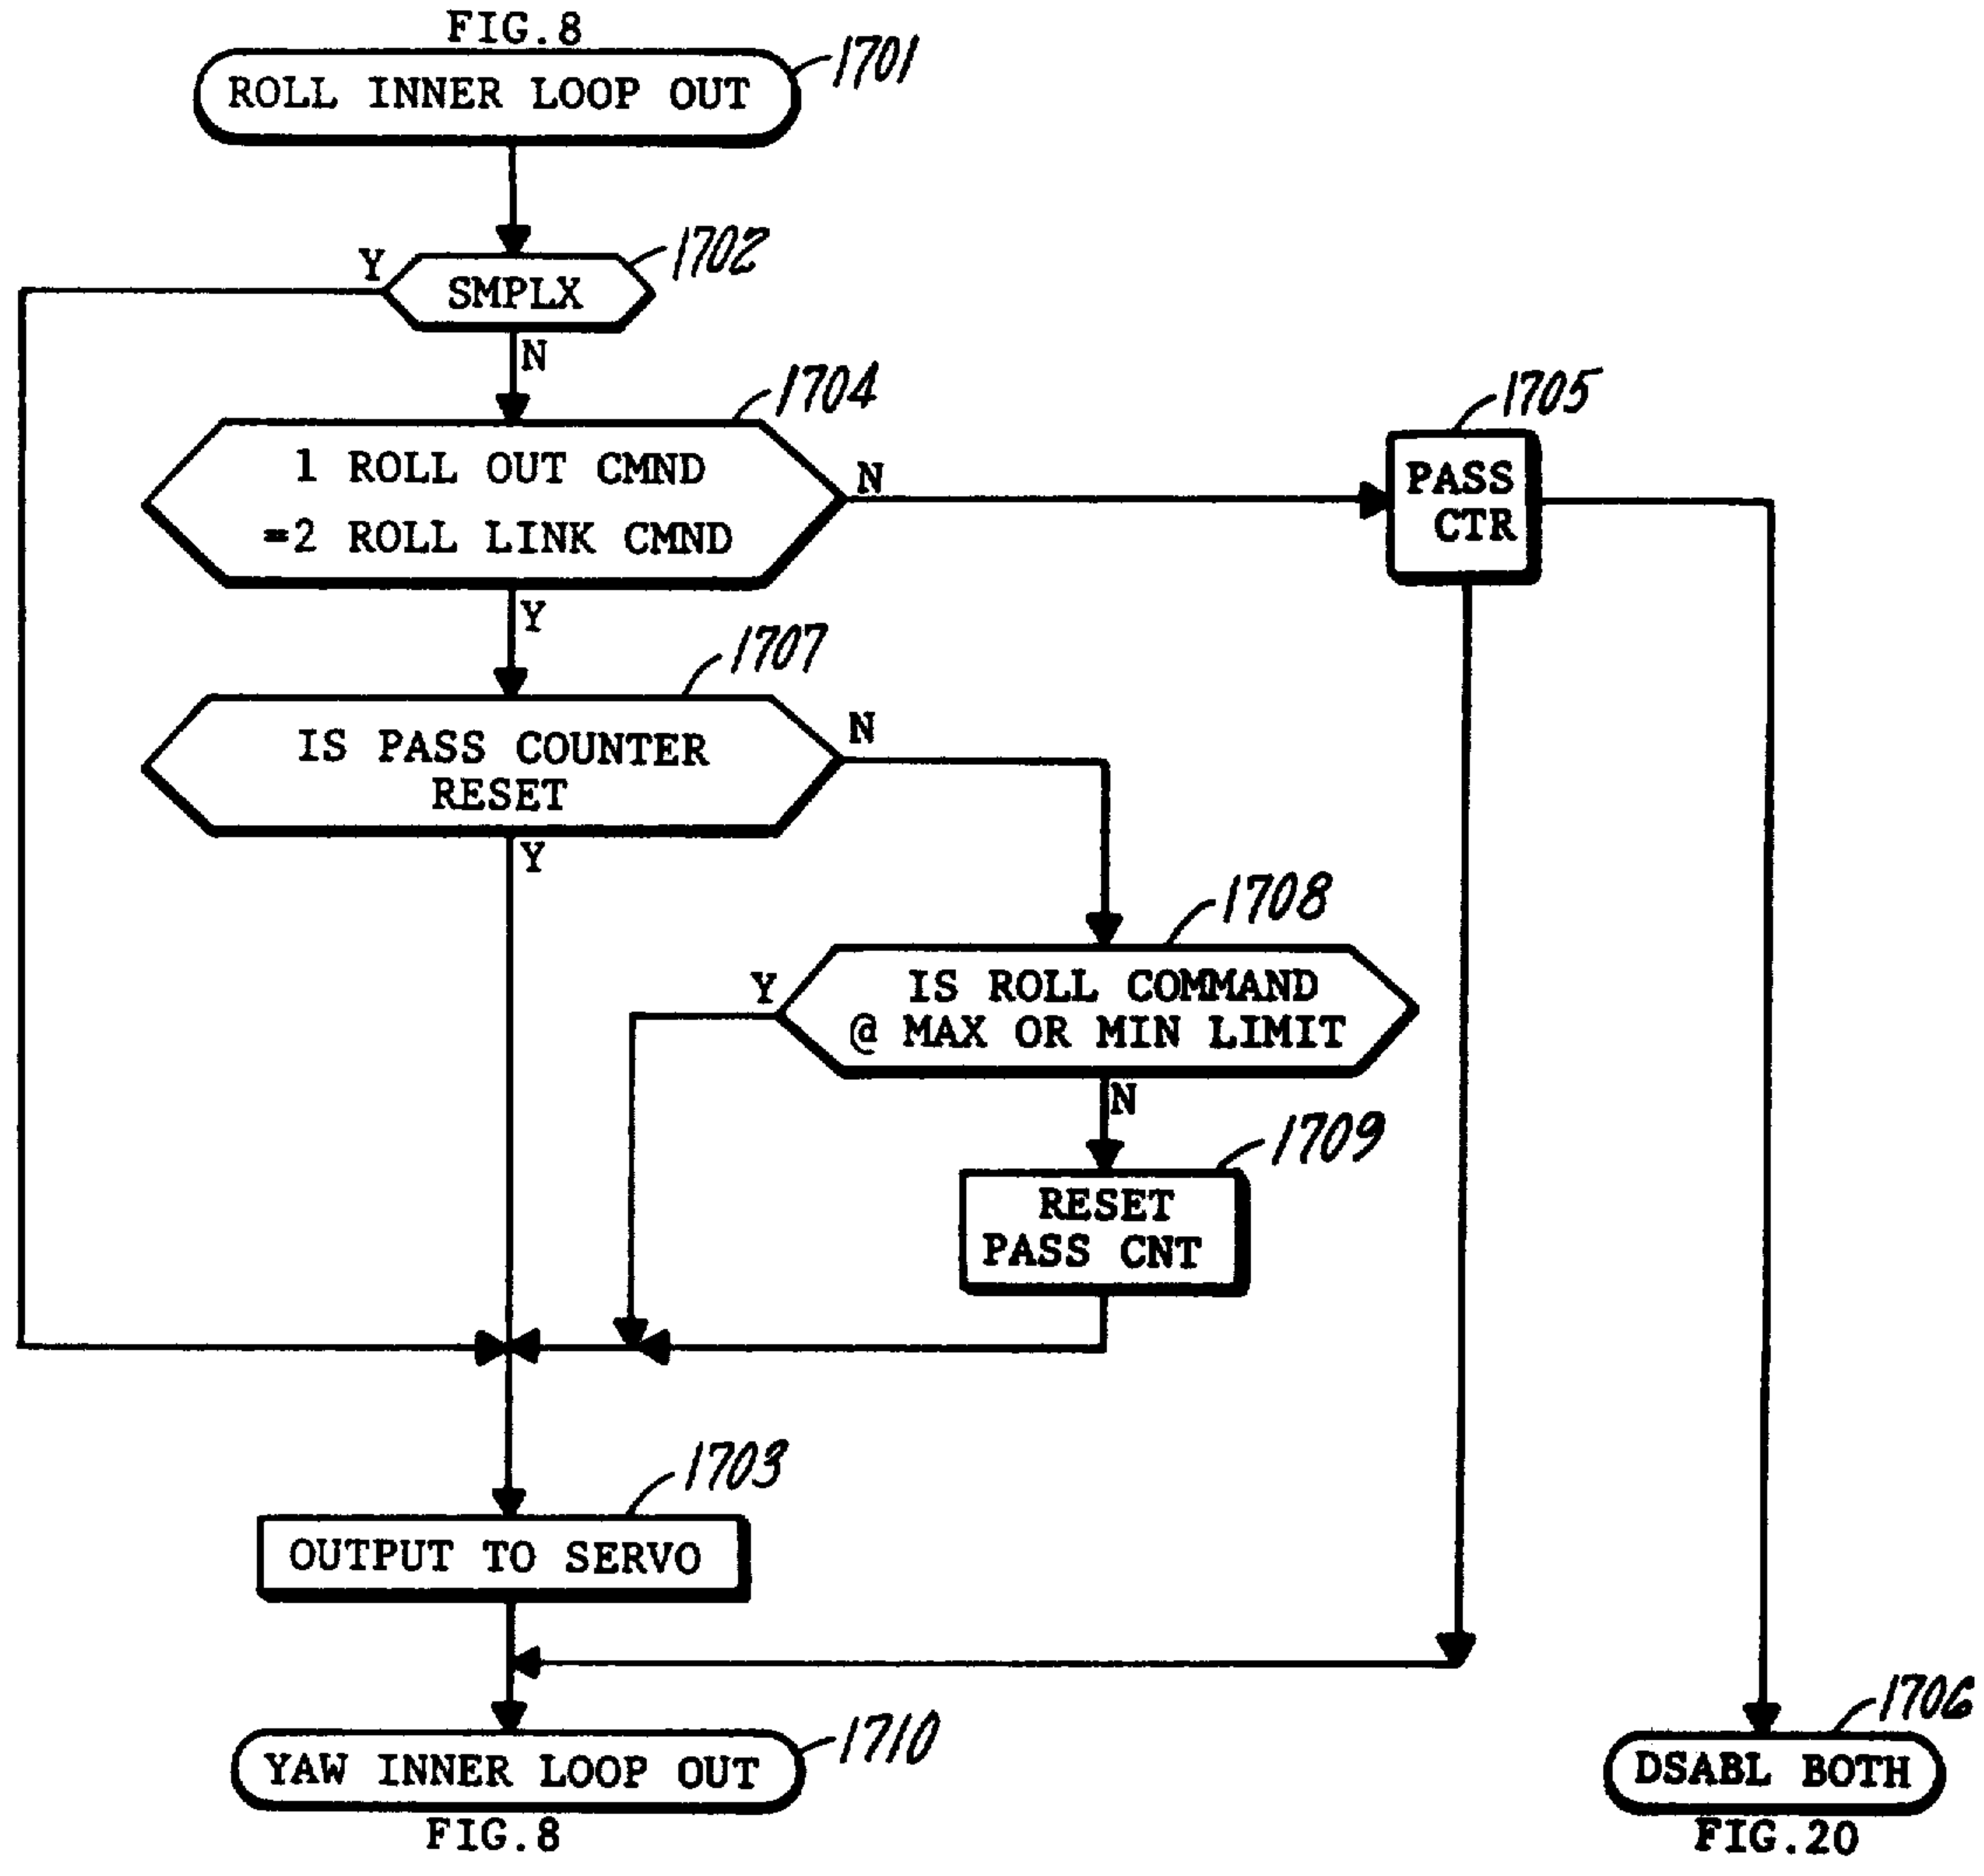 FIG.8
ROLL INNER LOOP OUT
1701
Y
SMPLX
1702
N
1 ROLL OUT CMND
=2 ROLL LINK CMND
1704
N
PASS
CTR
1705
Y
IS PASS COUNTER
RESET
1707
N
Y
IS ROLL COMMAND
@ MAX OR MIN LIMIT
1708
Y
N
RESET
PASS CNT
1709
OUTPUT TO SERVO
1703
YAW INNER LOOP OUT
1710
FIG.8
DSABL BOTH
1706
FIG.20